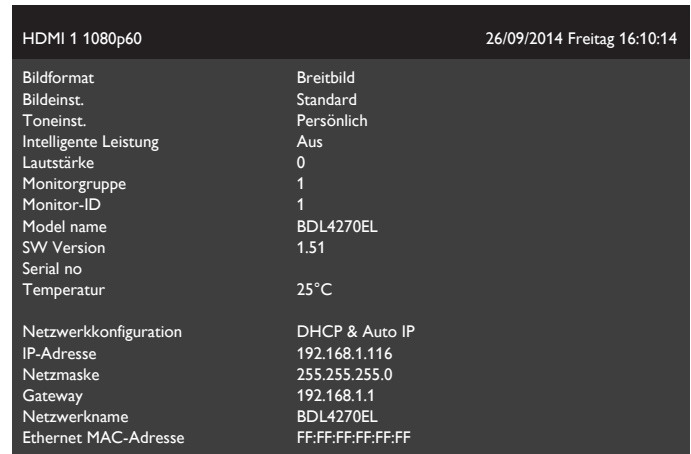 HDMI 1 1080p60 26/09/2014 Freitag 16:10:14
Bildformat Breitbild
Bildeinst. Standard
Toneinst. Persönlich
Intelligente Leistung Aus
Lautstärke 0
Monitorgruppe 1
Monitor-ID 1
Model name BDL4270EL
SW Version 1.51
Serial no
Temperatur 25°C
Netzwerkkonfiguration DHCP & Auto IP
IP-Adresse 192.168.1.116
Netzmaske 255.255.255.0
Gateway 192.168.1.1
Netzwerkname BDL4270EL
Ethernet MAC-Adresse FF:FF:FF:FF:FF:FF